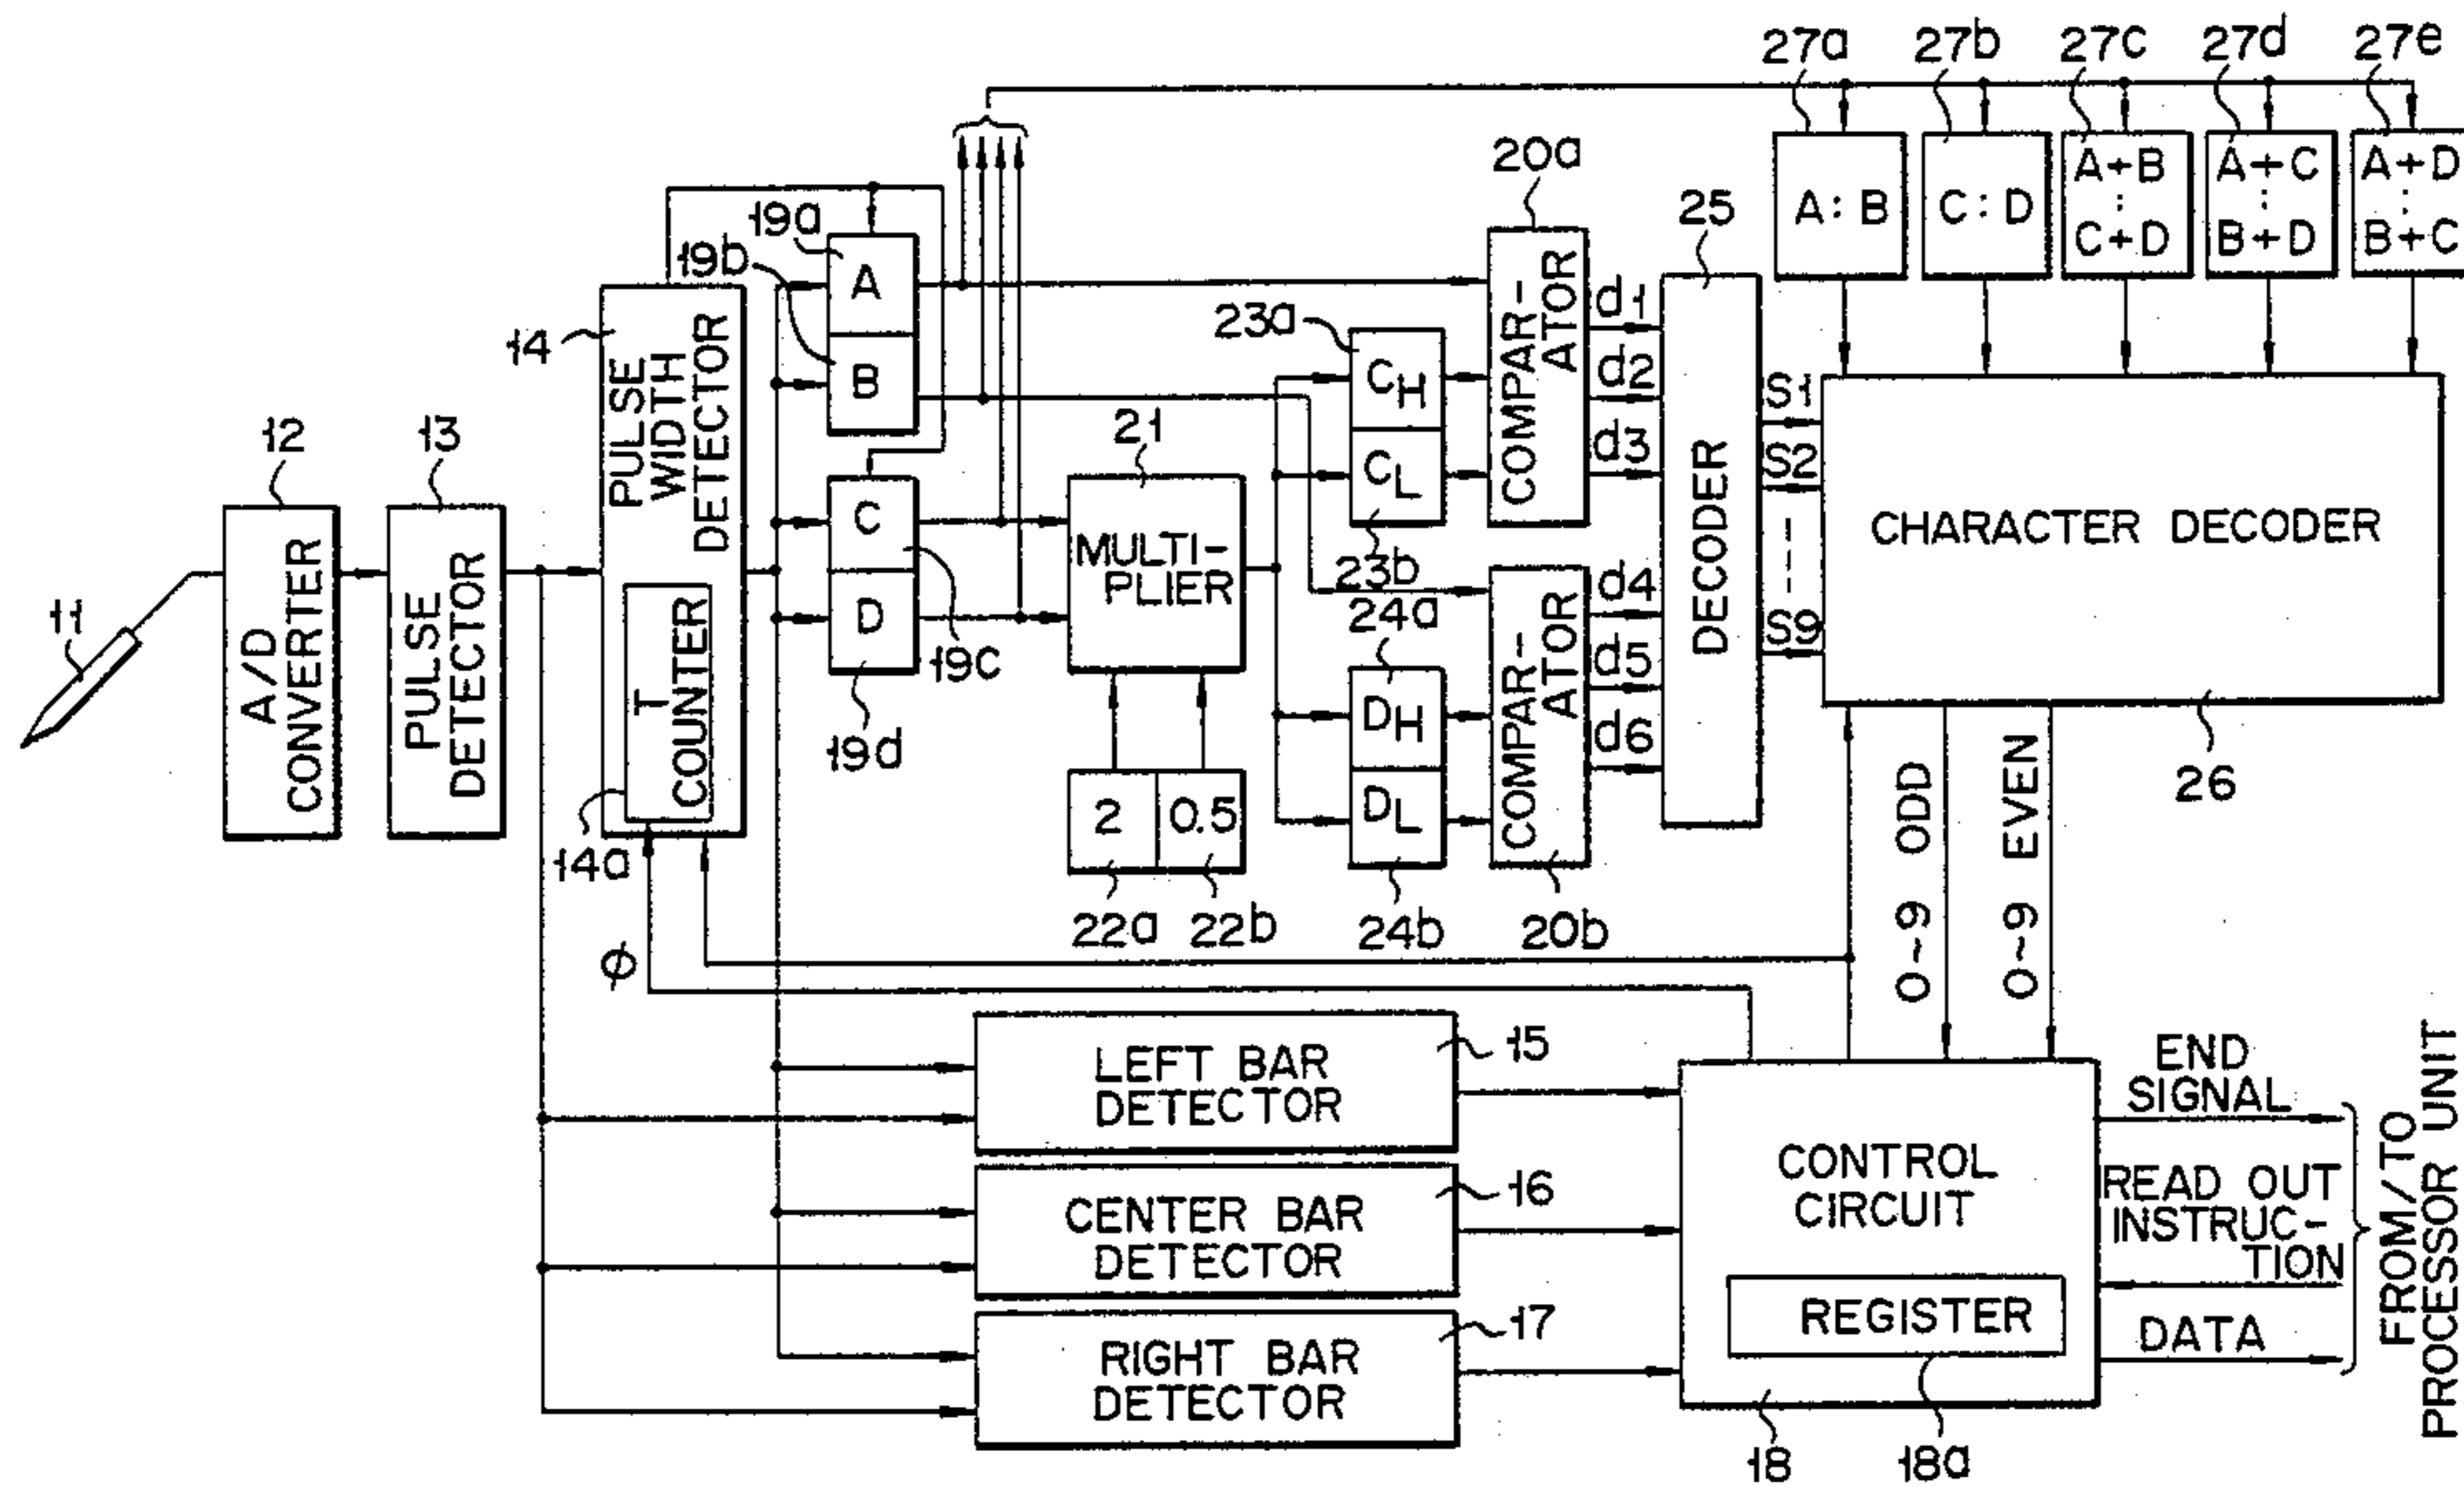 27a 27b 27c 27d 27e
A:B
C:D
A+B
:
C+D
A+C
:
B+D
A+D
:
B+C
11
12
A/D
CONVERTER
13
PULSE
DETECTOR
14
PULSE
WIDTH
DETECTOR
T
COUNTER
14a
ϕ
19a
19b
A
B
C
D
19c
19d
21
MULTI-
PLIER
2 0.5
22a 22b
23a
CH
CL
23b
24a
DH
DL
24b
20a
COMPAR-
ATOR
COMPAR-
ATOR
20b
d1
d2
d3
d4
d5
d6
25
DECODER
S1
S2
S9
CHARACTER DECODER
26
0~9 ODD
0~9 EVEN
LEFT BAR
DETECTOR
15
CENTER BAR
DETECTOR
16
RIGHT BAR
DETECTOR
17
CONTROL
CIRCUIT
REGISTER
18
18a
END
SIGNAL
READ OUT
INSTRUC-
TION
DATA
FROM/TO
PROCESSOR UNIT